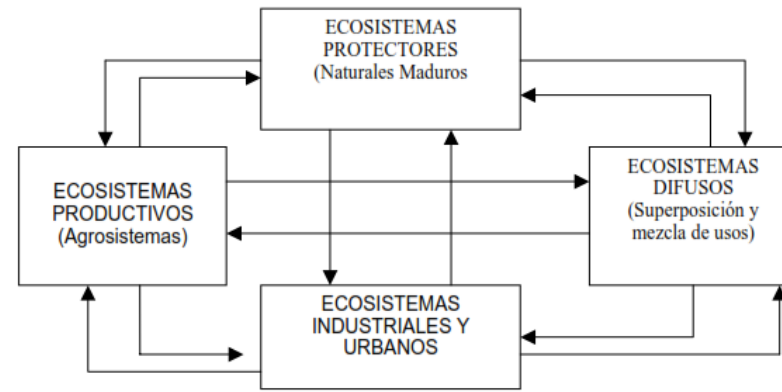 ECOSISTEMAS
PROTECTORES
(Naturales Maduros
ECOSISTEMAS
PRODUCTIVOS
(Agrosistemas)
ECOSISTEMAS
DIFUSOS
(Superposición y
mezcla de usos)
ECOSISTEMAS
INDUSTRIALES Y
URBANOS